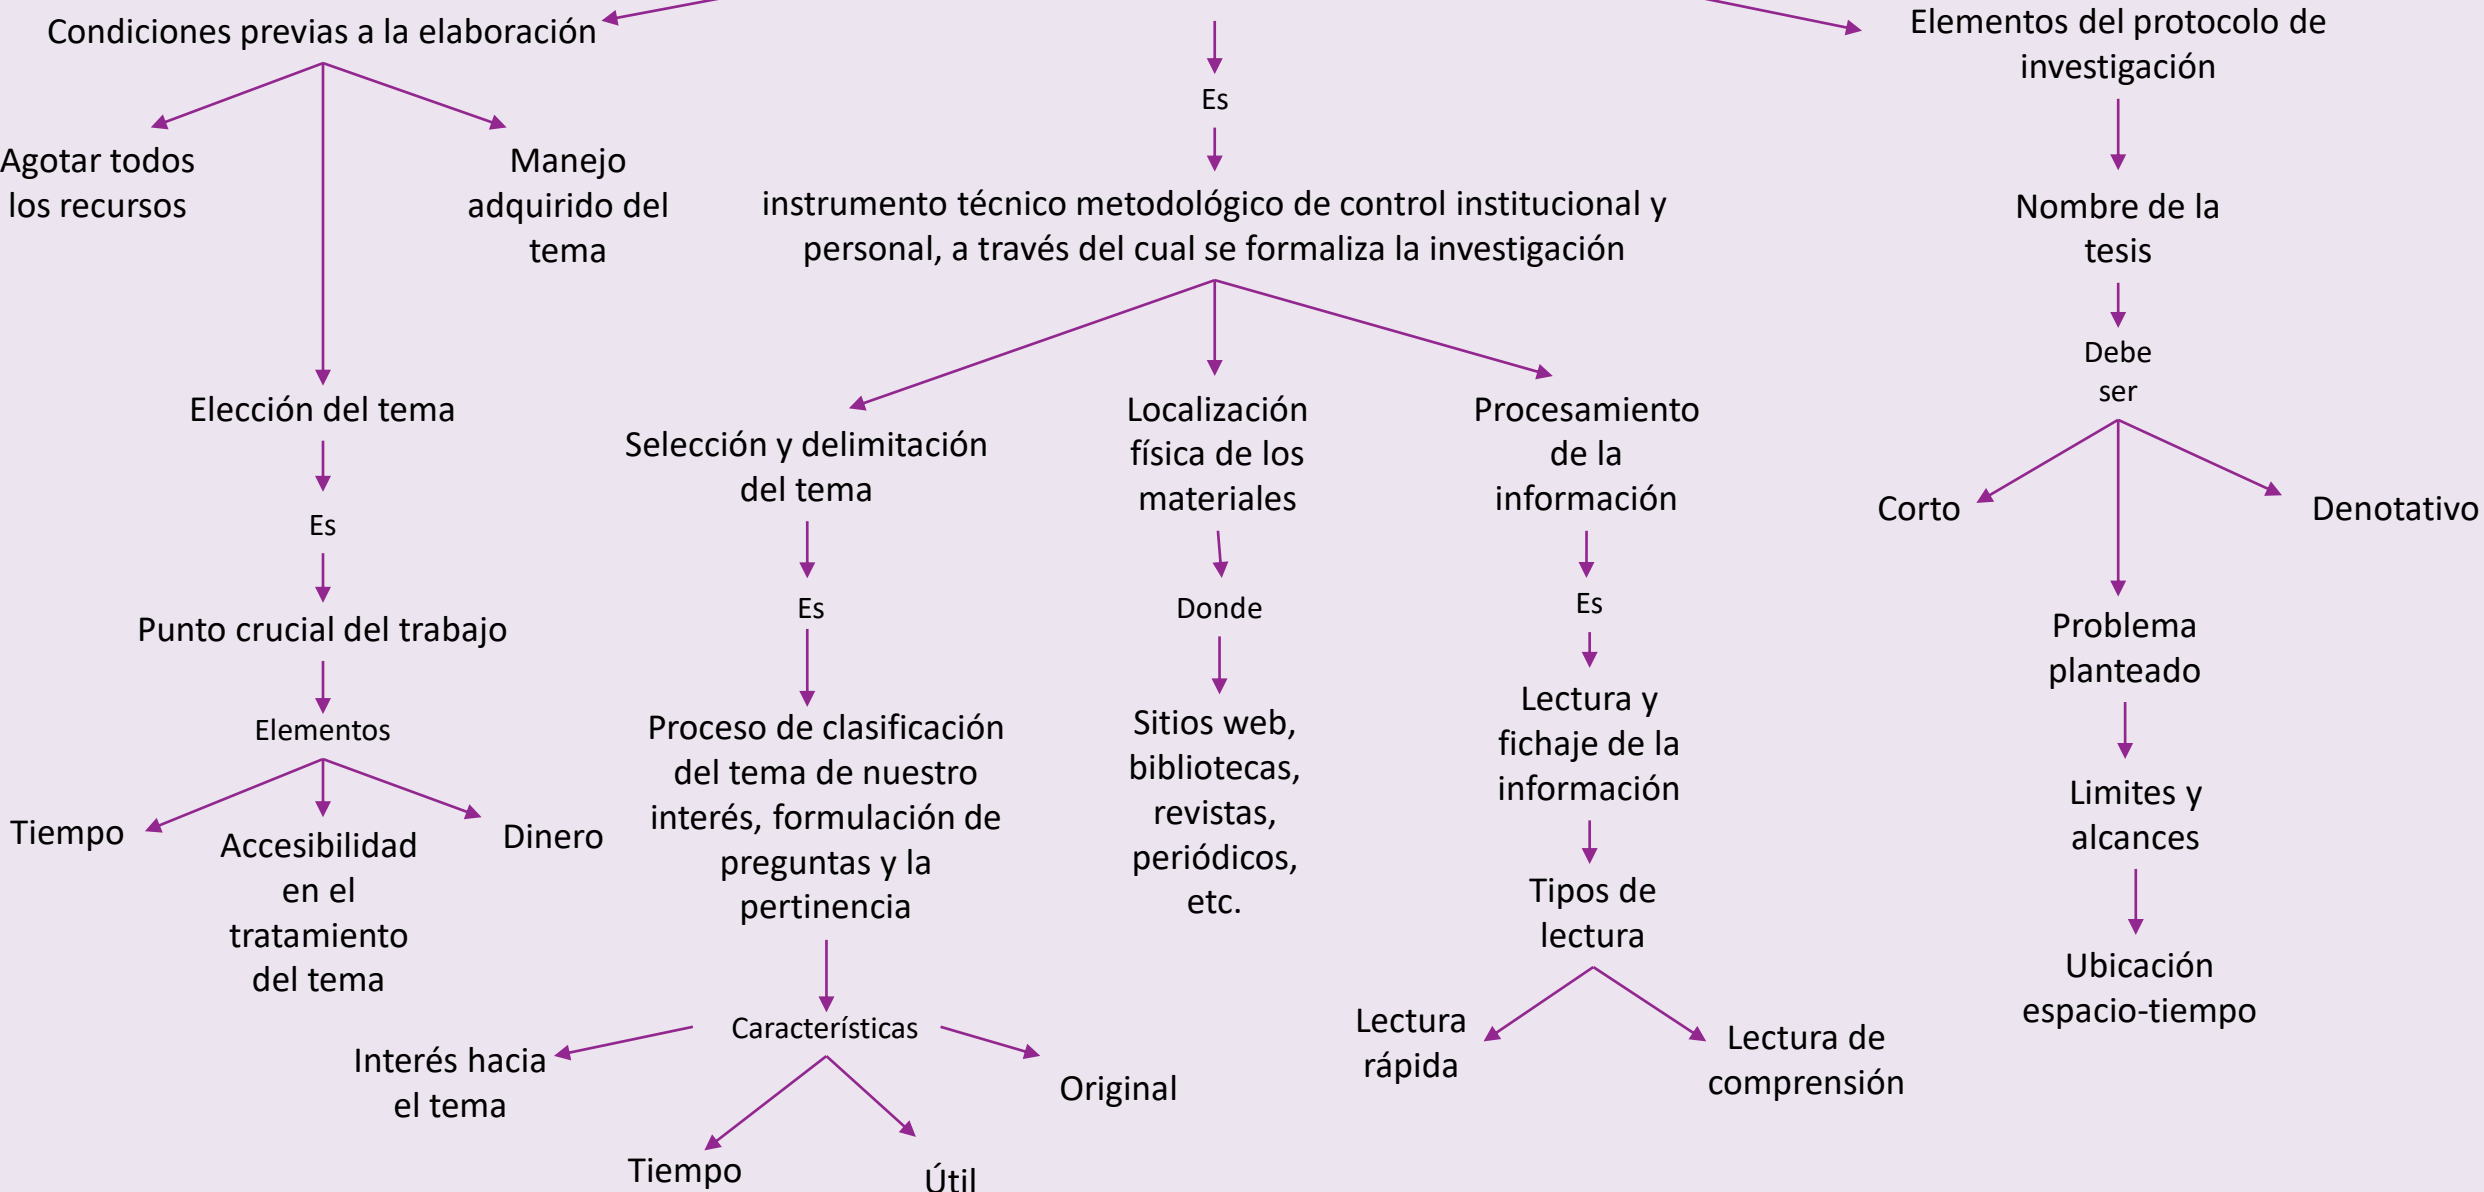 Condiciones previas a la elaboración
Agotar todos
los recursos
Manejo
adquirido del
tema
Elección del tema
Es
Punto crucial del trabajo
Elementos
Tiempo
Accesibilidad
en el
tratamiento
del tema
Dinero
Es
instrumento técnico metodológico de control institucional y
personal, a través del cual se formaliza la investigación
Selección y delimitación
del tema
Es
Proceso de clasificación
del tema de nuestro
interés, formulación de
preguntas y la
pertinencia
Características
Interés hacia
el tema
Tiempo
Útil
Original
Localización
física de los
materiales
Donde
Sitios web,
bibliotecas,
revistas,
periódicos,
etc.
Procesamiento
de la
información
Es
Lectura y
fichaje de la
información
Tipos de
lectura
Lectura
rápida
Lectura de
comprensión
Elementos del protocolo de
investigación
Nombre de la
tesis
Debe
ser
Corto
Problema
planteado
Limites y
alcances
Ubicación
espacio-tiempo
Denotativo